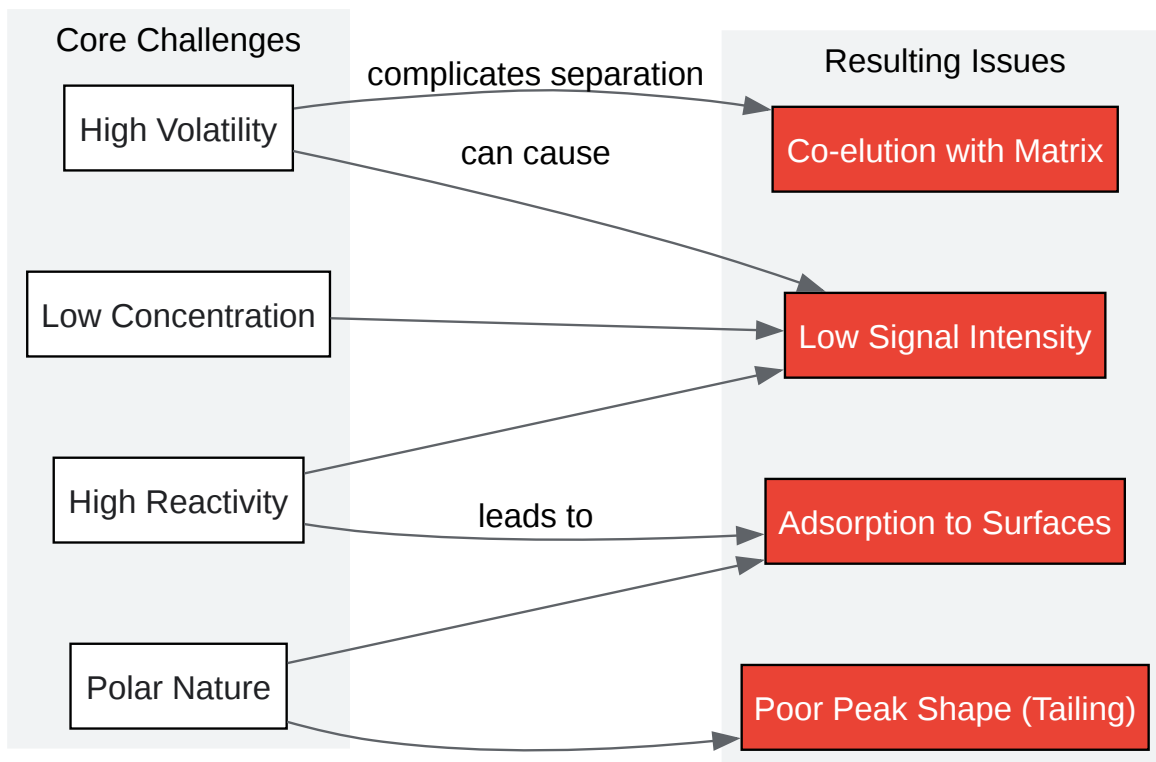 Core Challenges
High Volatility
Low Concentration
High Reactivity
Polar Nature
complicates separation
can cause
leads to
Resulting Issues
Co-elution with Matrix
Low Signal Intensity
Adsorption to Surfaces
Poor Peak Shape (Tailing)